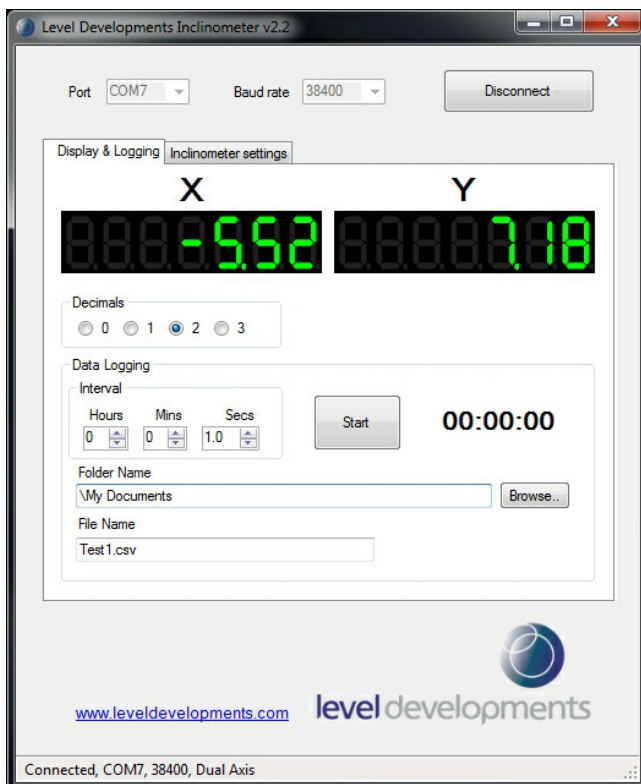 Level Developments Inclinometer v2.2
Port COM7 Baud rate 38400 Disconnect
Display & Logging Inclinometer settings
X Y
-5.52 7.18
Decimals
0 1 2 3
Data Logging
Interval
Hours Mins Secs
0 0 1.0 Start 00:00:00
Folder Name
\My Documents Browse..
File Name
Test1.csv
www.leveldevelopments.com level developments
Connected, COM7, 38400, Dual Axis